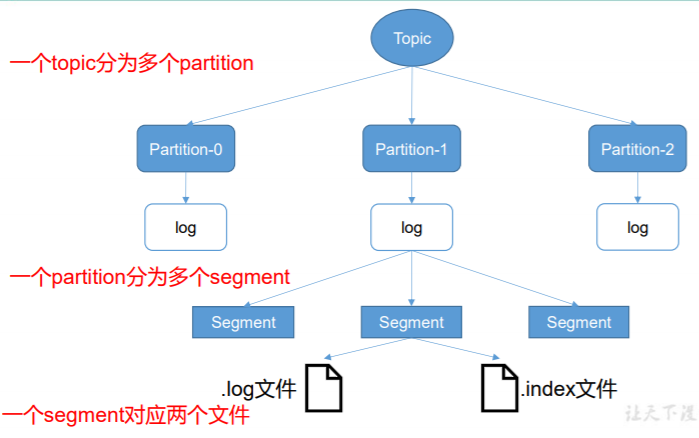 Topic
一个topic分为多个partition
Partition-0 Partition-1 Partition-2
log log log
一个partition分为多个segment
Segment Segment Segment
.log文件 .index文件
一个segment对应两个文件
让天下没